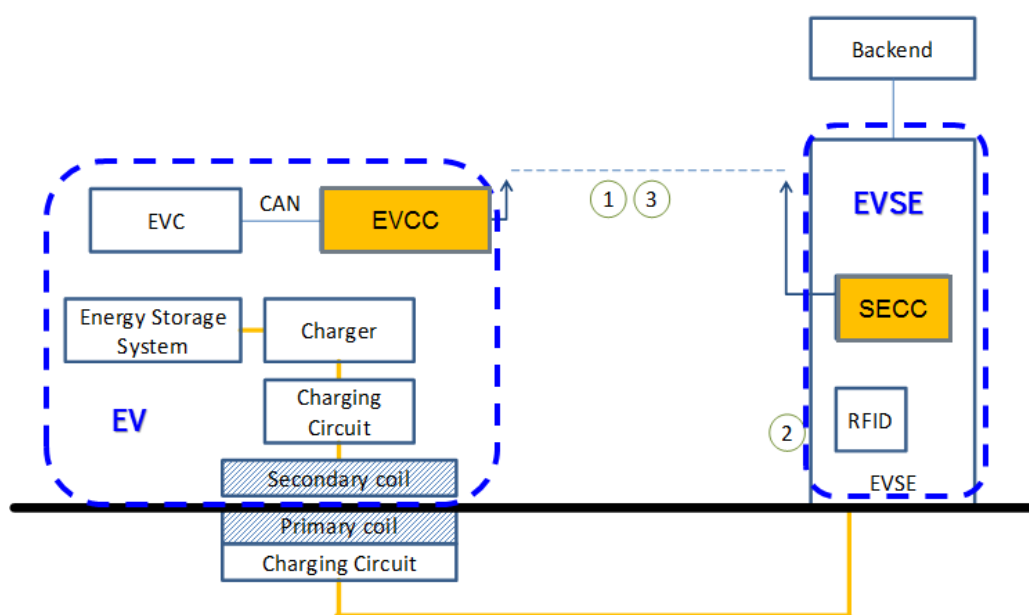 Backend
EVC
CAN
EVCC
1
3
EVSE
SECC
Energy Storage
System
Charger
Charging
Circuit
EV
2
RFID
EVSE
Secondary coil
Primary coil
Charging Circuit